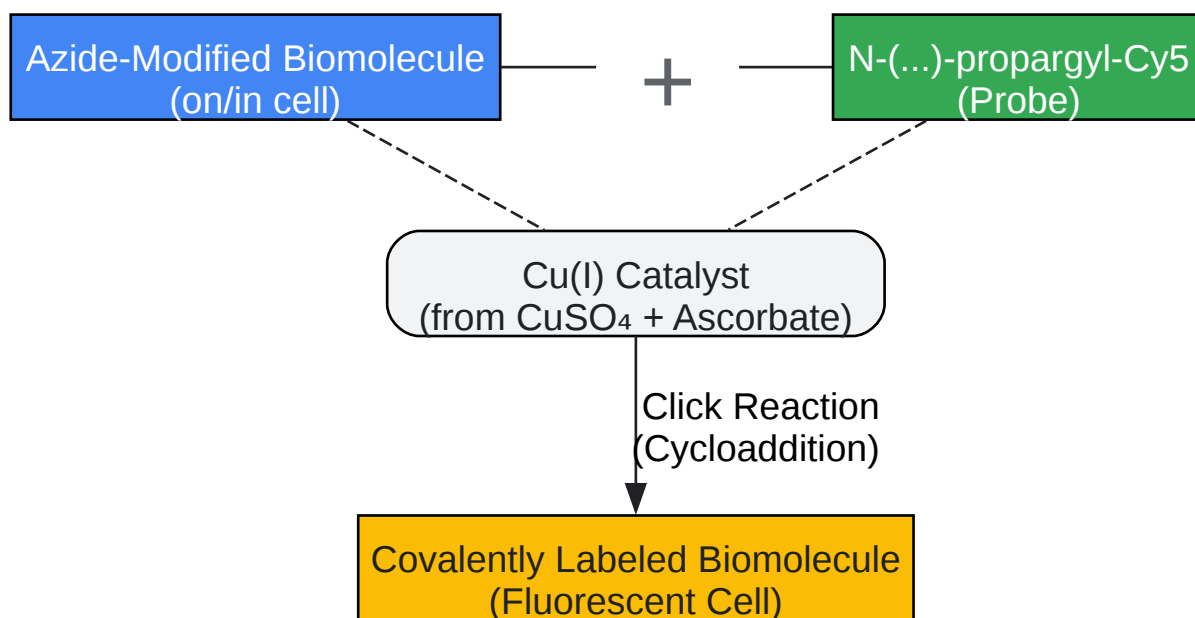 Azide-Modified Biomolecule
(on/in cell)
+
N-(...)-propargyl-Cy5
(Probe)
Cu(I) Catalyst
(from CuSO₄ + Ascorbate)
Click Reaction
(Cycloaddition)
Covalently Labeled Biomolecule
(Fluorescent Cell)